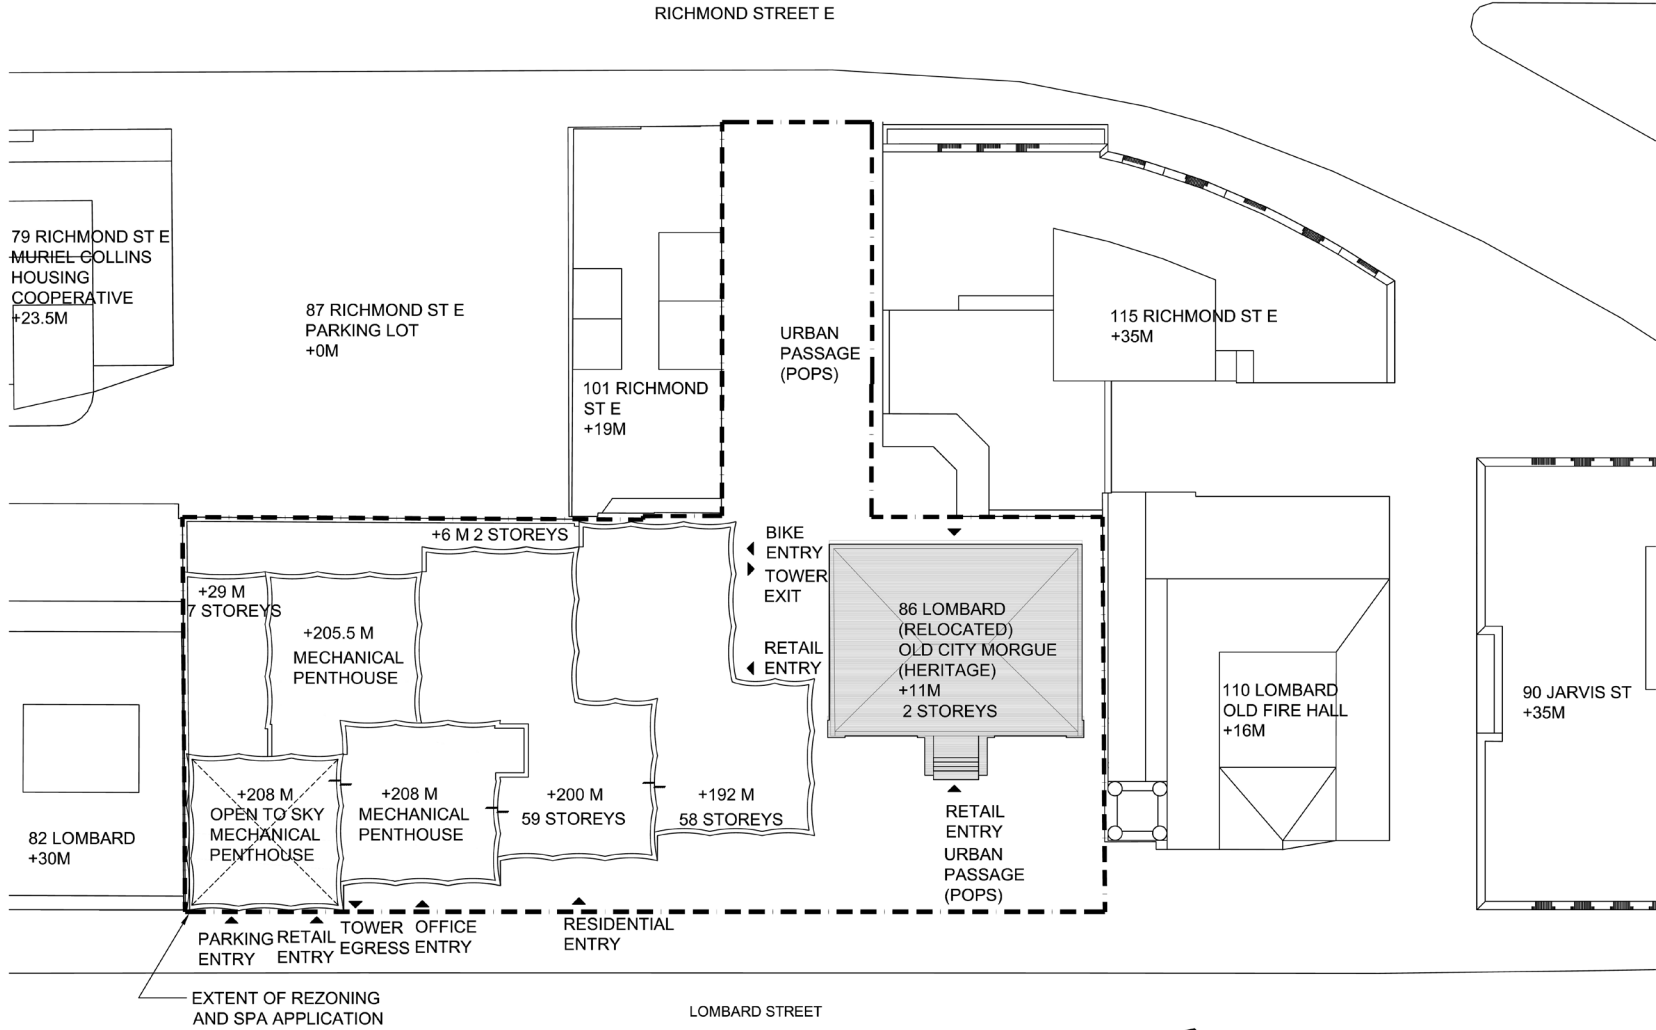 RICHMOND STREET E
79 RICHMOND ST E
MURIEL COLLINS
HOUSING
COOPERATIVE
+23.5M
87 RICHMOND ST E
PARKING LOT
+0M
101 RICHMOND
ST E
+19M
URBAN
PASSAGE
(POPS)
115 RICHMOND ST E
+35M
+6 M 2 STOREYS
BIKE
ENTRY
TOWER
EXIT
RETAIL
ENTRY
+29 M
7 STOREYS
+205.5 M
MECHANICAL
PENTHOUSE
86 LOMBARD
(RELOCATED)
OLD CITY MORGUE
(HERITAGE)
+11M
2 STOREYS
110 LOMBARD
OLD FIRE HALL
+16M
90 JARVIS ST
+35M
82 LOMBARD
+30M
+208 M
OPEN TO SKY
MECHANICAL
PENTHOUSE
+208 M
MECHANICAL
PENTHOUSE
+200 M
59 STOREYS
+192 M
58 STOREYS
RETAIL
ENTRY
URBAN
PASSAGE
(POPS)
PARKING
ENTRY
RETAIL
ENTRY
TOWER
EGRESS
OFFICE
ENTRY
RESIDENTIAL
ENTRY
EXTENT OF REZONING
AND SPA APPLICATION
LOMBARD STREET